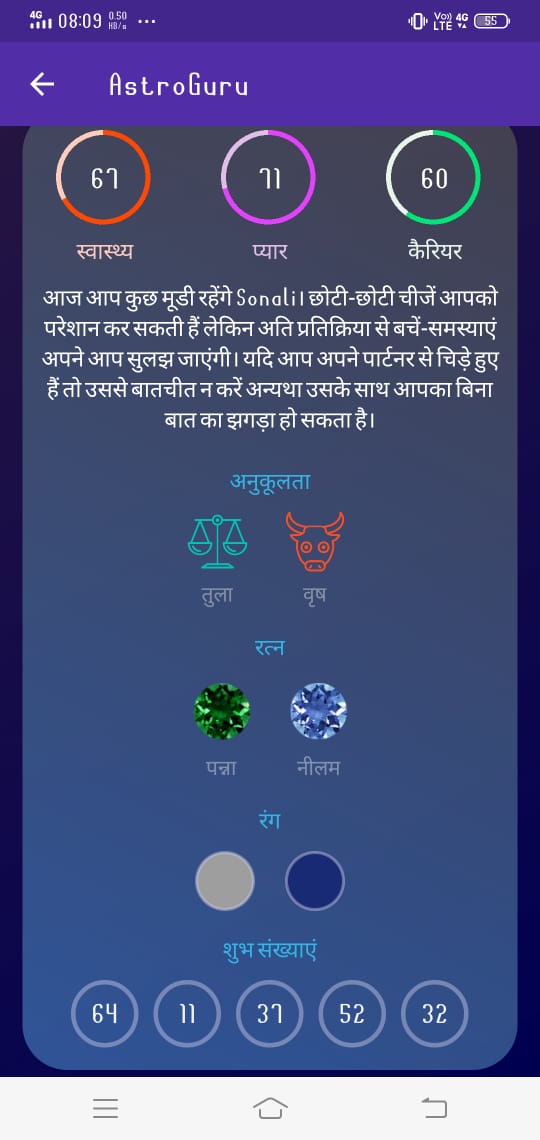 4G 08:09 0.50 KB/s ... Vo) LTE 4G 55
AstroGuru
67 71 60
स्वास्थ्य प्यार कैरियर
आज आप कुछ मूडी रहेंगे Sonali। छोटी-छोटी चीजें आपको
परेशान कर सकती हैं लेकिन अति प्रतिक्रिया से बचें-समस्याएं
अपने आप सुलझ जाएंगी। यदि आप अपने पार्टनर से चिड़े हुए
हैं तो उससे बातचीत न करें अन्यथा उसके साथ आपका बिना
बात का झगड़ा हो सकता है।
अनुकूलता
तुला वृष
रत्न
पन्ना नीलम
रंग
शुभ संख्याएं
64 11 37 52 32